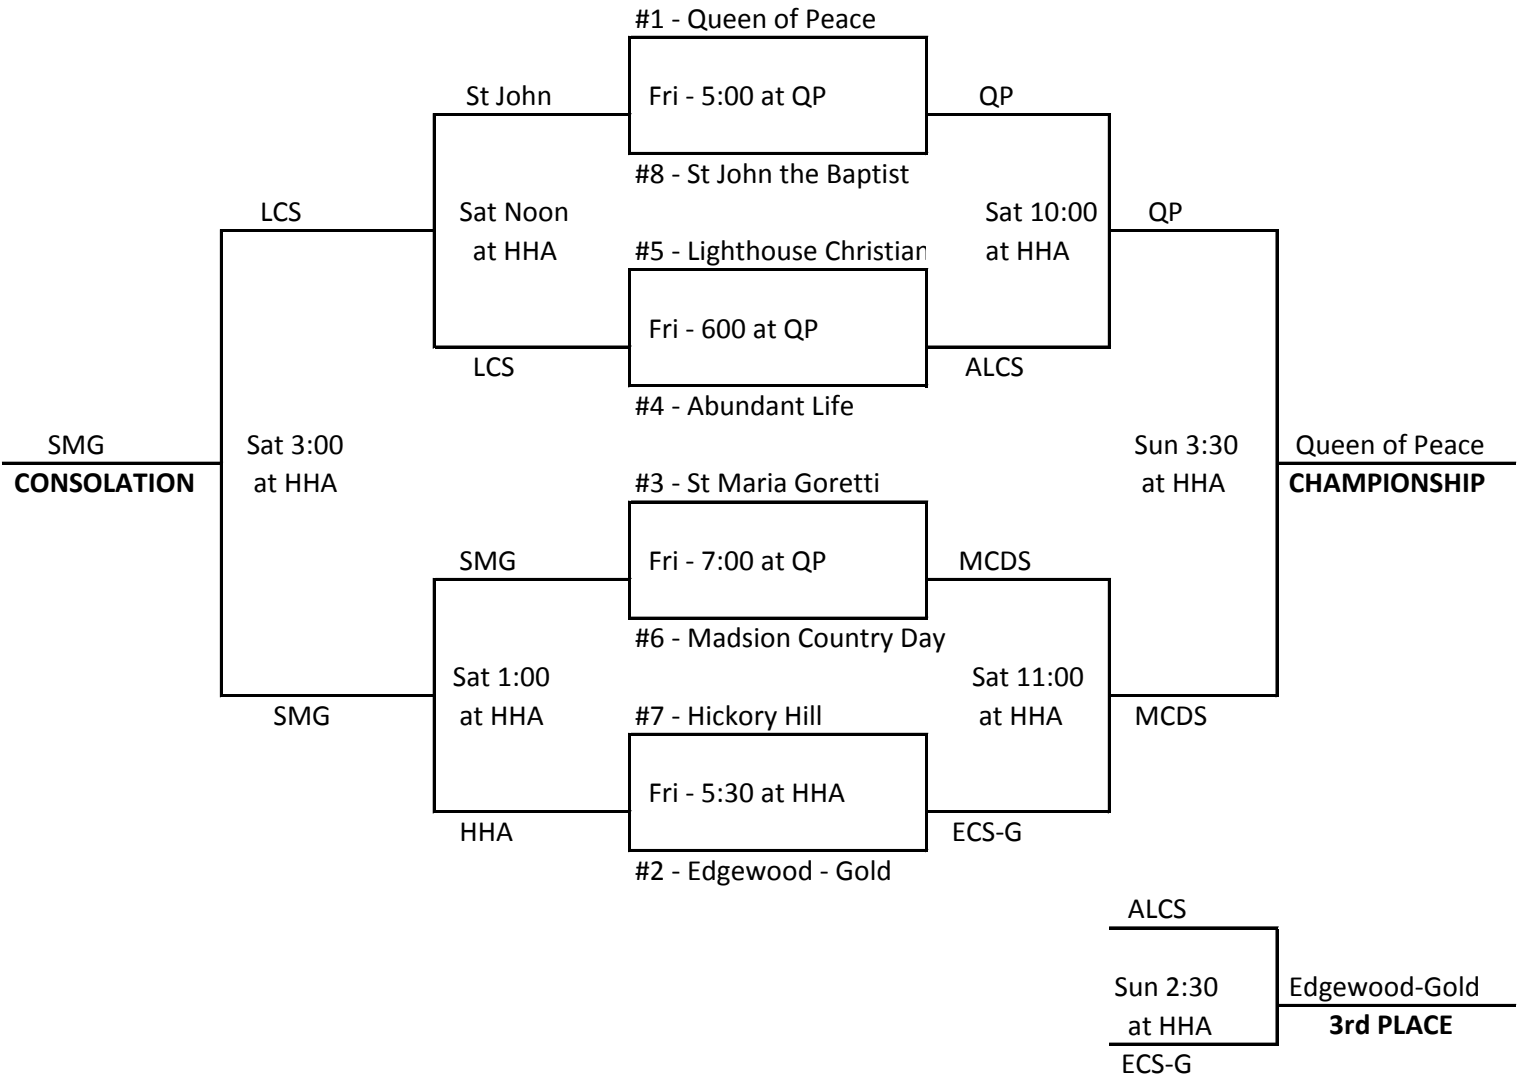 #1 - Queen of Peace
St John
Fri - 5:00 at QP
QP
#8 - St John the Baptist
LCS
Sat Noon
at HHA
Sat 10:00
at HHA
QP
#5 - Lighthouse Christian
Fri - 600 at QP
LCS
ALCS
#4 - Abundant Life
SMG
CONSOLATION
Sat 3:00
at HHA
Sun 3:30
at HHA
Queen of Peace
CHAMPIONSHIP
#3 - St Maria Goretti
SMG
Fri - 7:00 at QP
MCDS
#6 - Madsion Country Day
Sat 1:00
at HHA
Sat 11:00
at HHA
SMG
#7 - Hickory Hill
MCDS
Fri - 5:30 at HHA
HHA
ECS-G
#2 - Edgewood - Gold
ALCS
Sun 2:30
at HHA
Edgewood-Gold
3rd PLACE
ECS-G